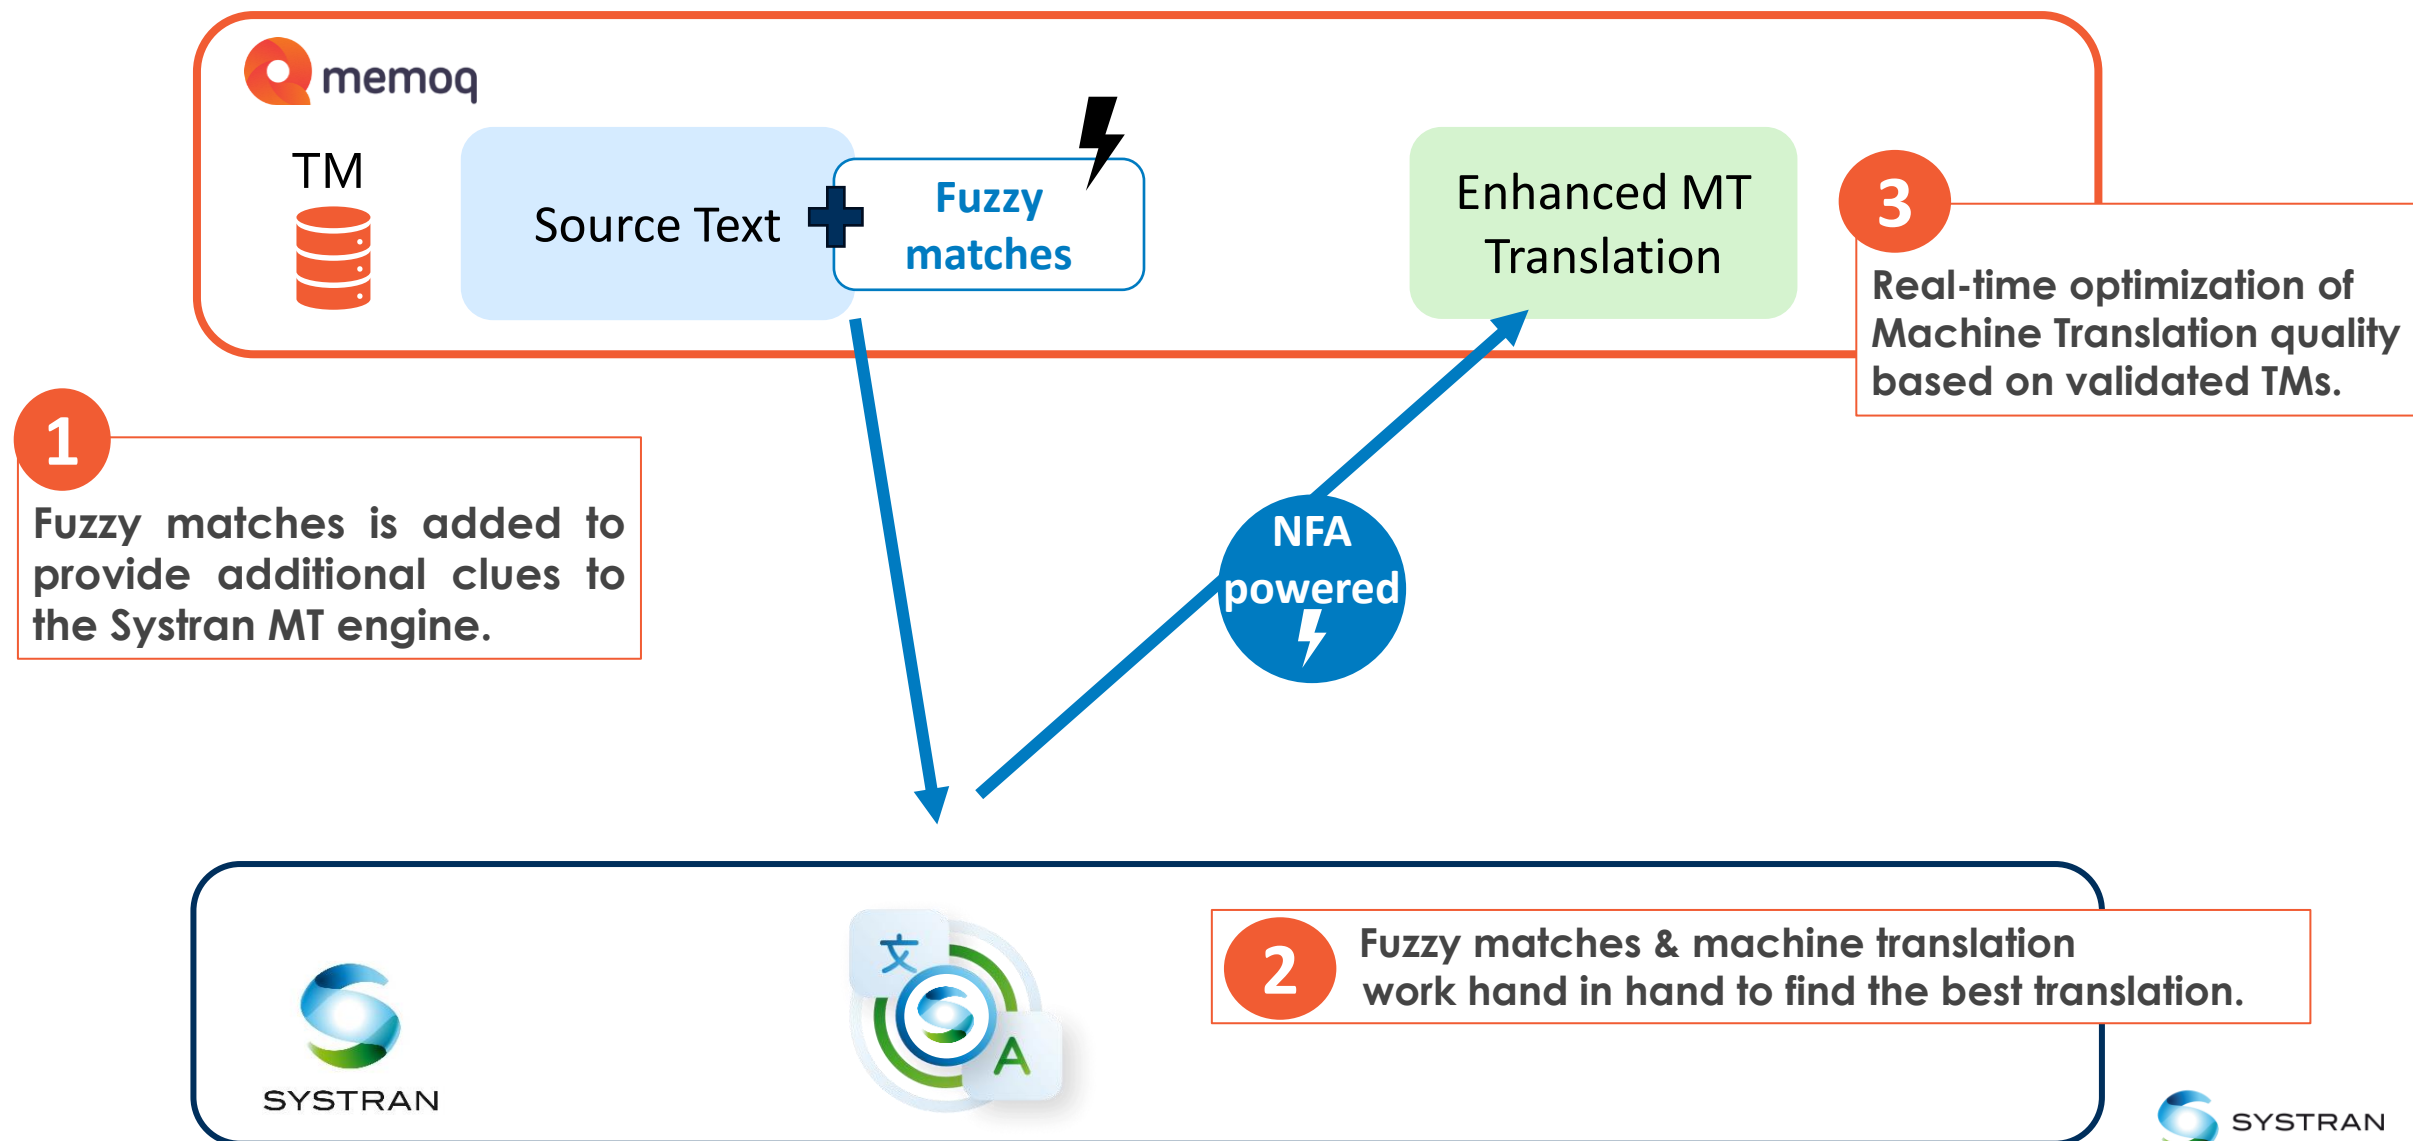 memoq
TM
Source Text
Fuzzy
matches
Enhanced MT
Translation
3
Real-time optimization of
Machine Translation quality
based on validated TMs.
1
Fuzzy matches is added to
provide additional clues to
the Systran MT engine.
NFA
powered
2
Fuzzy matches & machine translation
work hand in hand to find the best translation.
文
A
SYSTRAN
SYSTRAN